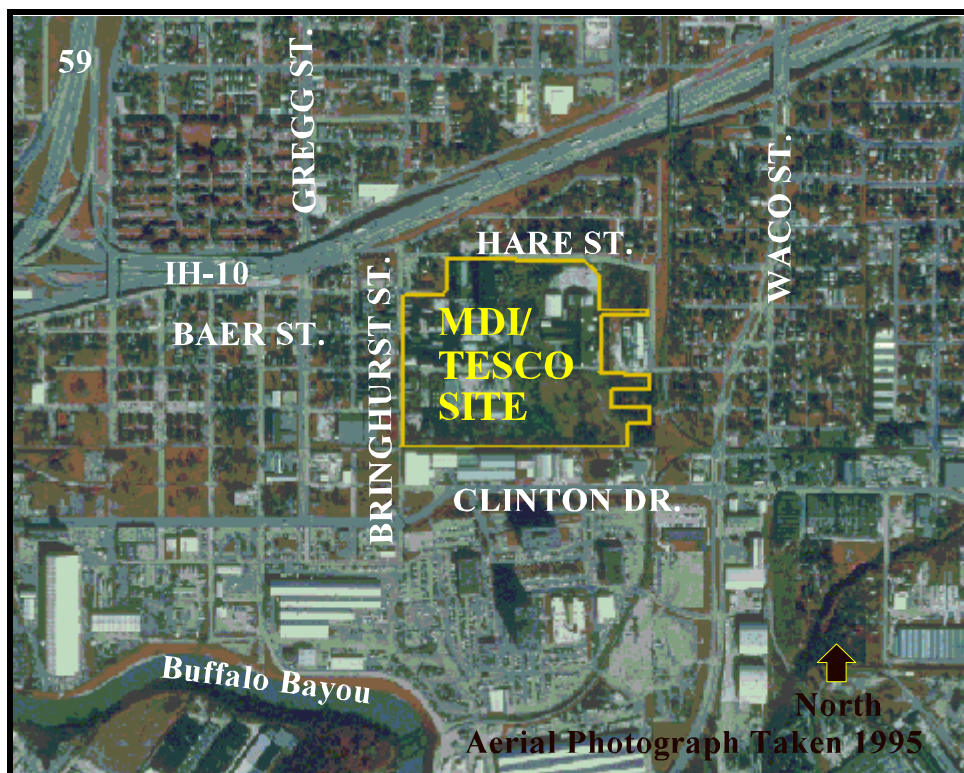 59
GREGG ST.
WACO ST.
HARE ST.
IH-10
BRINGHURST ST.
BAER ST.
MDI/
TESCO
SITE
CLINTON DR.
Buffalo Bayou
North
Aerial Photograph Taken 1995